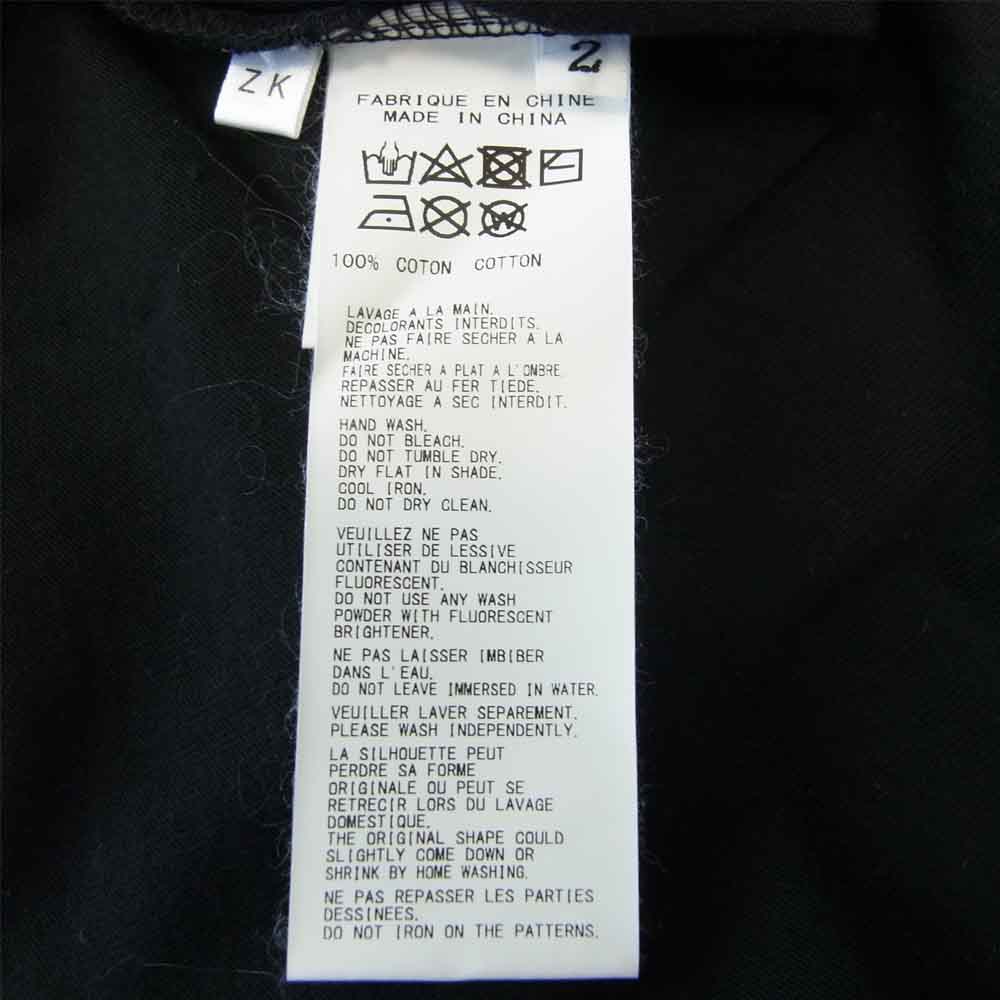 ZK
2
FABRIQUE EN CHINE
MADE IN CHINA
W
100% COTON COTTON
LAVAGE A LA MAIN.
DECOLORANTS INTERDITS.
NE PAS FAIRE SECHER A LA
MACHINE.
FAIRE SECHER A PLAT A L'OMBRE.
REPASSER AU FER TIEDE.
NETTOYAGE A SEC INTERDIT.
HAND WASH.
DO NOT BLEACH.
DO NOT TUMBLE DRY.
DRY FLAT IN SHADE.
COOL IRON.
DO NOT DRY CLEAN.
VEUILLEZ NE PAS
UTILISER DE LESSIVE
CONTENANT DU BLANCHISSEUR
FLUORESCENT.
DO NOT USE ANY WASH
POWDER WITH FLUORESCENT
BRIGHTENER.
NE PAS LAISSER IMBIBER
DANS L'EAU.
DO NOT LEAVE IMMERSED IN WATER.
VEUILLER LAVER SEPAREMENT.
PLEASE WASH INDEPENDENTLY.
LA SILHOUETTE PEUT
PERDRE SA FORME
ORIGINALE OU PEUT SE
RETRECIR LORS DU LAVAGE
DOMESTIQUE.
THE ORIGINAL SHAPE COULD
SLIGHTLY COME DOWN OR
SHRINK BY HOME WASHING.
NE PAS REPASSER LES PARTIES
DESSINEES.
DO NOT IRON ON THE PATTERNS.